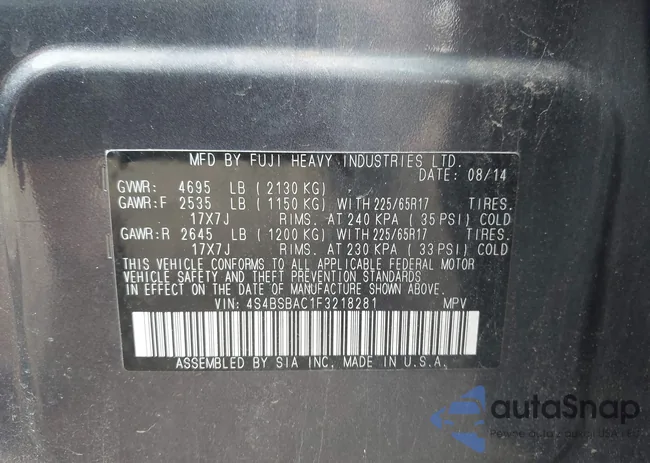 MFD BY FUJI HEAVY INDUSTRIES LTD.
DATE: 08/14
GVWR: 4695 LB ( 2130 KG)
GAWR:F 2535 LB ( 1150 KG) WITH 225/65R17 TIRES.
17X7J RIMS. AT 240 KPA ( 35 PSI) COLD
GAWR:R 2645 LB ( 1200 KG) WITH 225/65R17 TIRES.
17X7J RIMS. AT 230 KPA ( 33 PSI) COLD
THIS VEHICLE CONFORMS TO ALL APPLICABLE FEDERAL MOTOR
VEHICLE SAFETY AND THEFT PREVENTION STANDARDS
IN EFFECT ON THE DATE OF MANUFACTURE SHOWN ABOVE.
VIN: 4S4BSBAC1F3218281 MPV
ASSEMBLED BY SIA INC. MADE IN U.S.A.
autaSnap